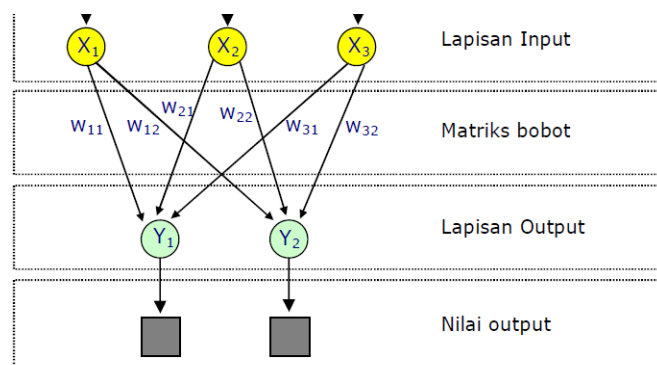 X₁ X₂ X₃ Lapisan Input
W₁₁ W₁₂ W₂₁ W₂₂ W₃₁ W₃₂ Matriks bobot
Y₁ Y₂ Lapisan Output
Nilai output